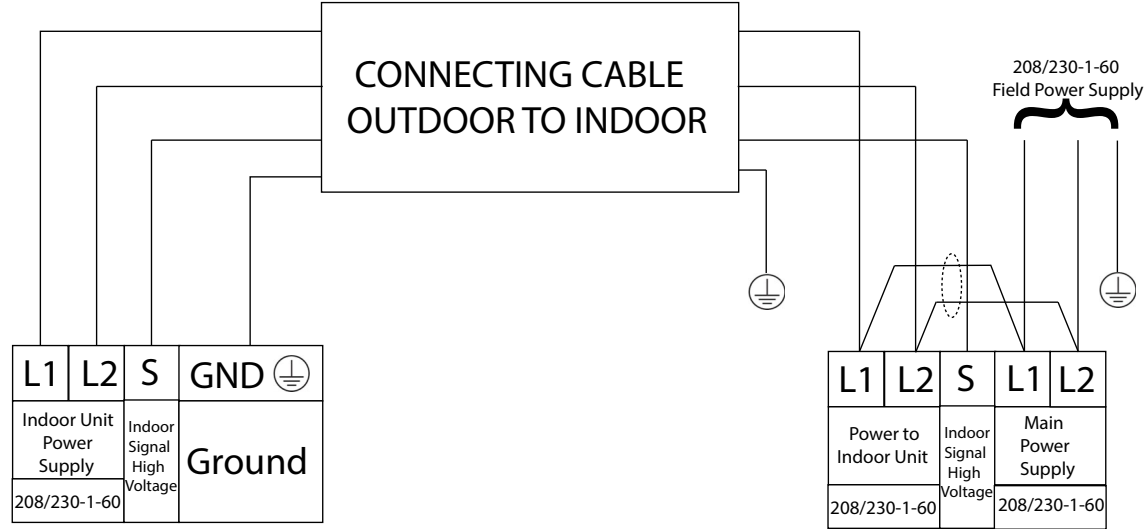 CONNECTING CABLE
OUTDOOR TO INDOOR
208/230-1-60
Field Power Supply
L1 L2 S GND
Indoor Unit
Power
Supply
208/230-1-60
Indoor
Signal
High
Voltage
Ground
L1 L2 S L1 L2
Power to
Indoor Unit
208/230-1-60
Indoor
Signal
High
Voltage
Main
Power
Supply
208/230-1-60